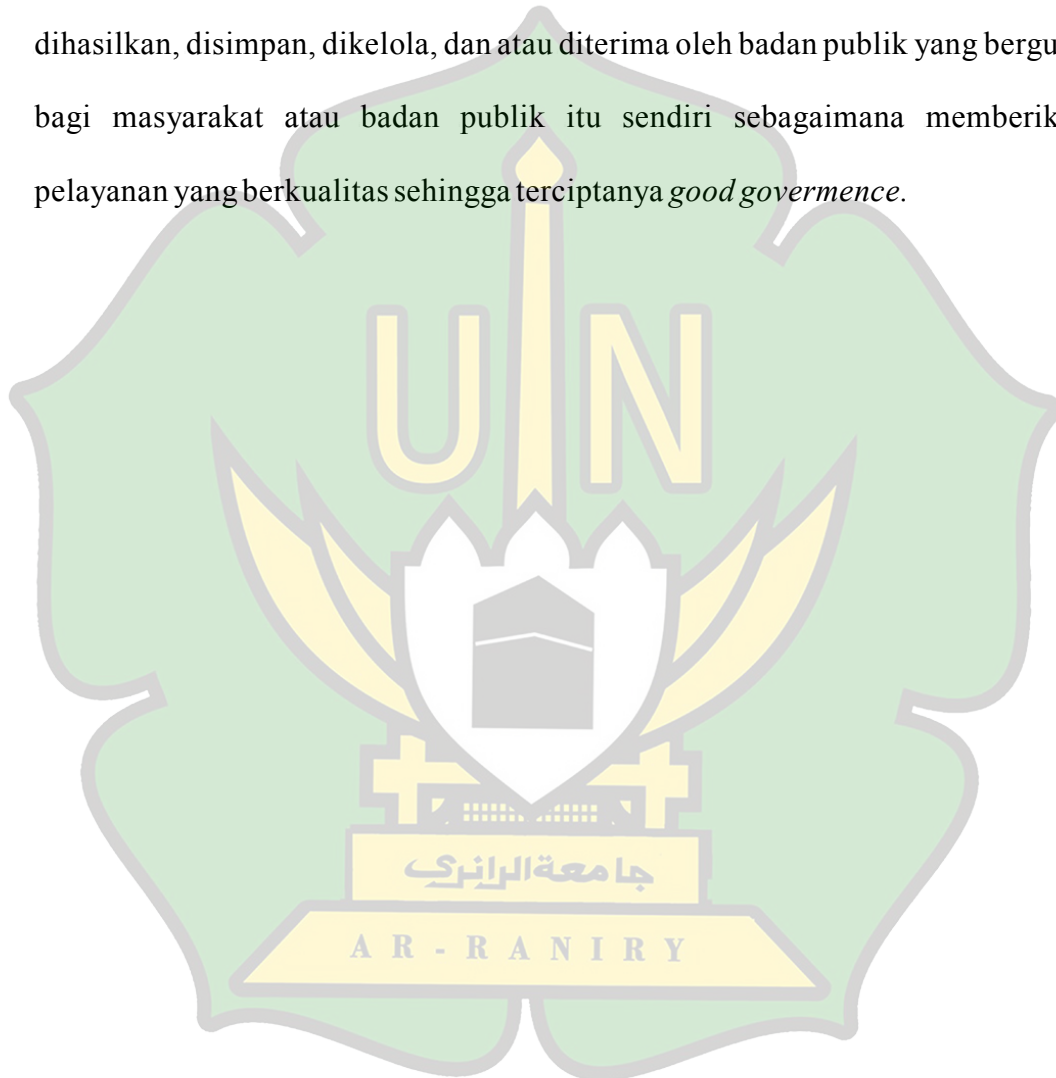 dihasilkan, disimpan, dikelola, dan atau diterima oleh badan publik yang bergu
bagi masyarakat atau badan publik itu sendiri sebagaimana memberik
pelayanan yang berkualitas sehingga terciptanya good govermence.
UIN
جامعة الرانري
AR-RANIRY